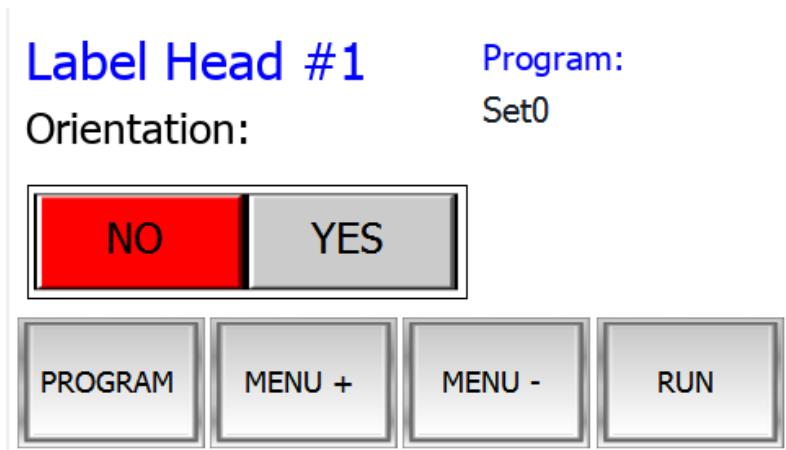 Label Head #1
Program:
Orientation:
Set0
NO YES
PROGRAM MENU + MENU - RUN